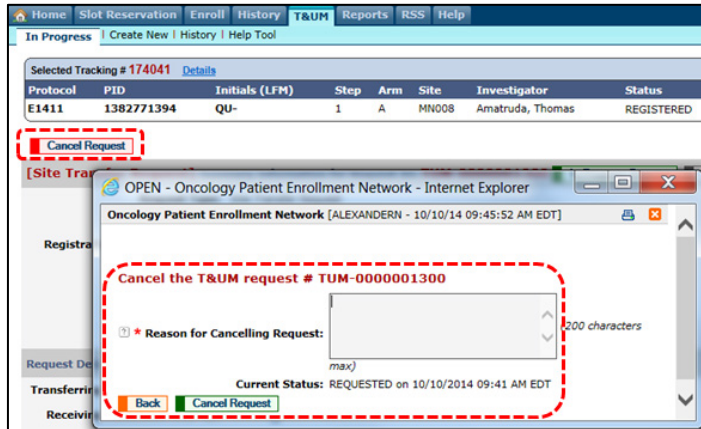 Home Slot Reservation Enroll History T&UM Reports RSS Help
In Progress | Create New | History | Help Tool
Selected Tracking # 174041 Details
Protocol PID Initials (LFM) Step Arm Site Investigator Status
E1411 1382771394 QU- 1 A MN008 Amatruda, Thomas REGISTERED
Cancel Request
[Site Tra
OPEN - Oncology Patient Enrollment Network - Internet Explorer
Oncology Patient Enrollment Network [ALEXANDERN - 10/10/14 09:45:52 AM EDT]
Registra
Cancel the T&UM request # TUM-0000001300
? * Reason for Cancelling Request:
200 characters
max)
Request De
Current Status: REQUESTED on 10/10/2014 09:41 AM EDT
Transferrin
Back Cancel Request
Receivin